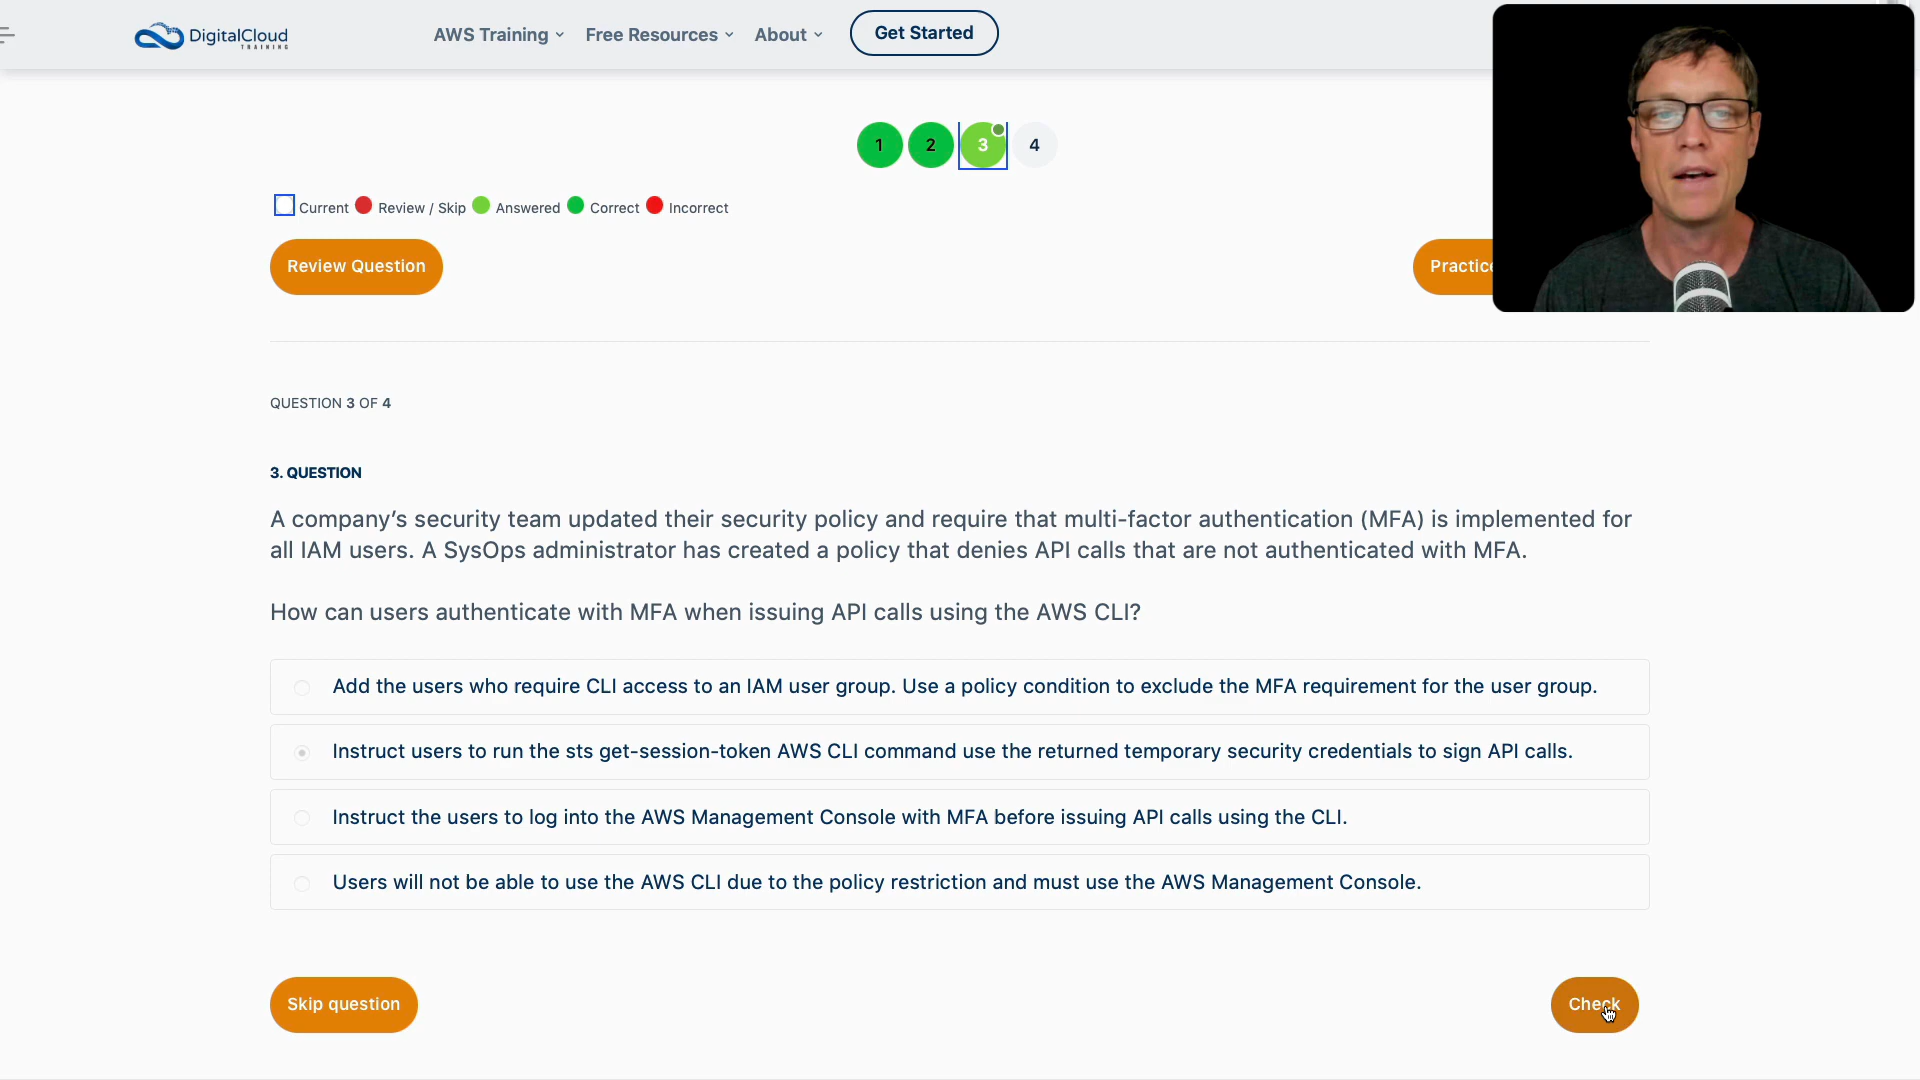 DigitalCloud
TRAINING
AWS Training
Free Resources
About
Get Started
1
2
3
4
Current
Review / Skip
Answered
Correct
Incorrect
Review Question
Practice
QUESTION 3 OF 4
3. QUESTION
A company’s security team updated their security policy and require that multi-factor authentication (MFA) is implemented for
all IAM users. A SysOps administrator has created a policy that denies API calls that are not authenticated with MFA.
How can users authenticate with MFA when issuing API calls using the AWS CLI?
Add the users who require CLI access to an IAM user group. Use a policy condition to exclude the MFA requirement for the user group.
Instruct users to run the sts get-session-token AWS CLI command use the returned temporary security credentials to sign API calls.
Instruct the users to log into the AWS Management Console with MFA before issuing API calls using the CLI.
Users will not be able to use the AWS CLI due to the policy restriction and must use the AWS Management Console.
Skip question
Check